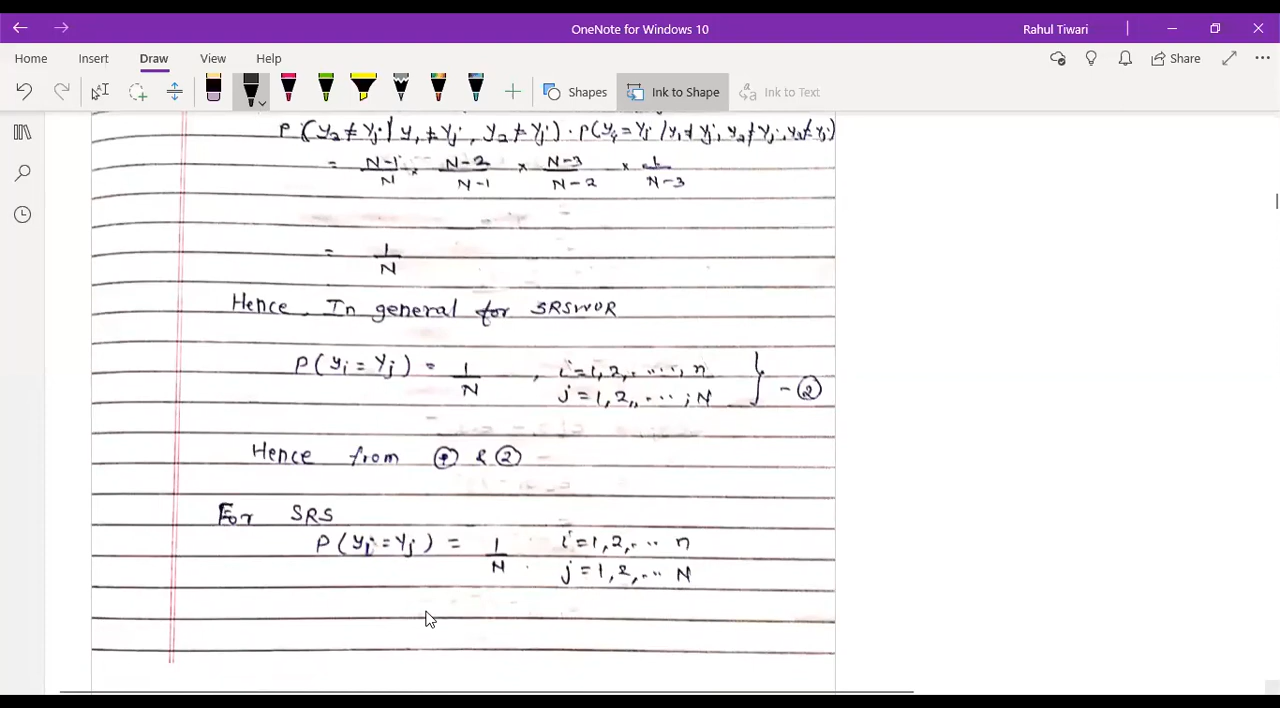 OneNote for Windows 10
Rahul Tiwari
Home Insert Draw View Help
Share
Shapes Ink to Shape Ink to Text
P(y₃ ≠ Yj / y₁ ≠ Yj, y₂ ≠ Yj) · P(y₄ = Yj / y₁ ≠ Yj, y₂ ≠ Yj, y₃ ≠ Yj)
= N-1/N × N-2/N-1 × N-3/N-2 × 1/N-3
= 1/N
Hence, In general for SRSWOR
P(yi = Yj) = 1/N , i = 1, 2, ..., n
j = 1, 2, ..., N } - ②
Hence from ① & ②
For SRS
P(yi = Yj) = 1/N i = 1, 2, ... n
j = 1, 2, ... N